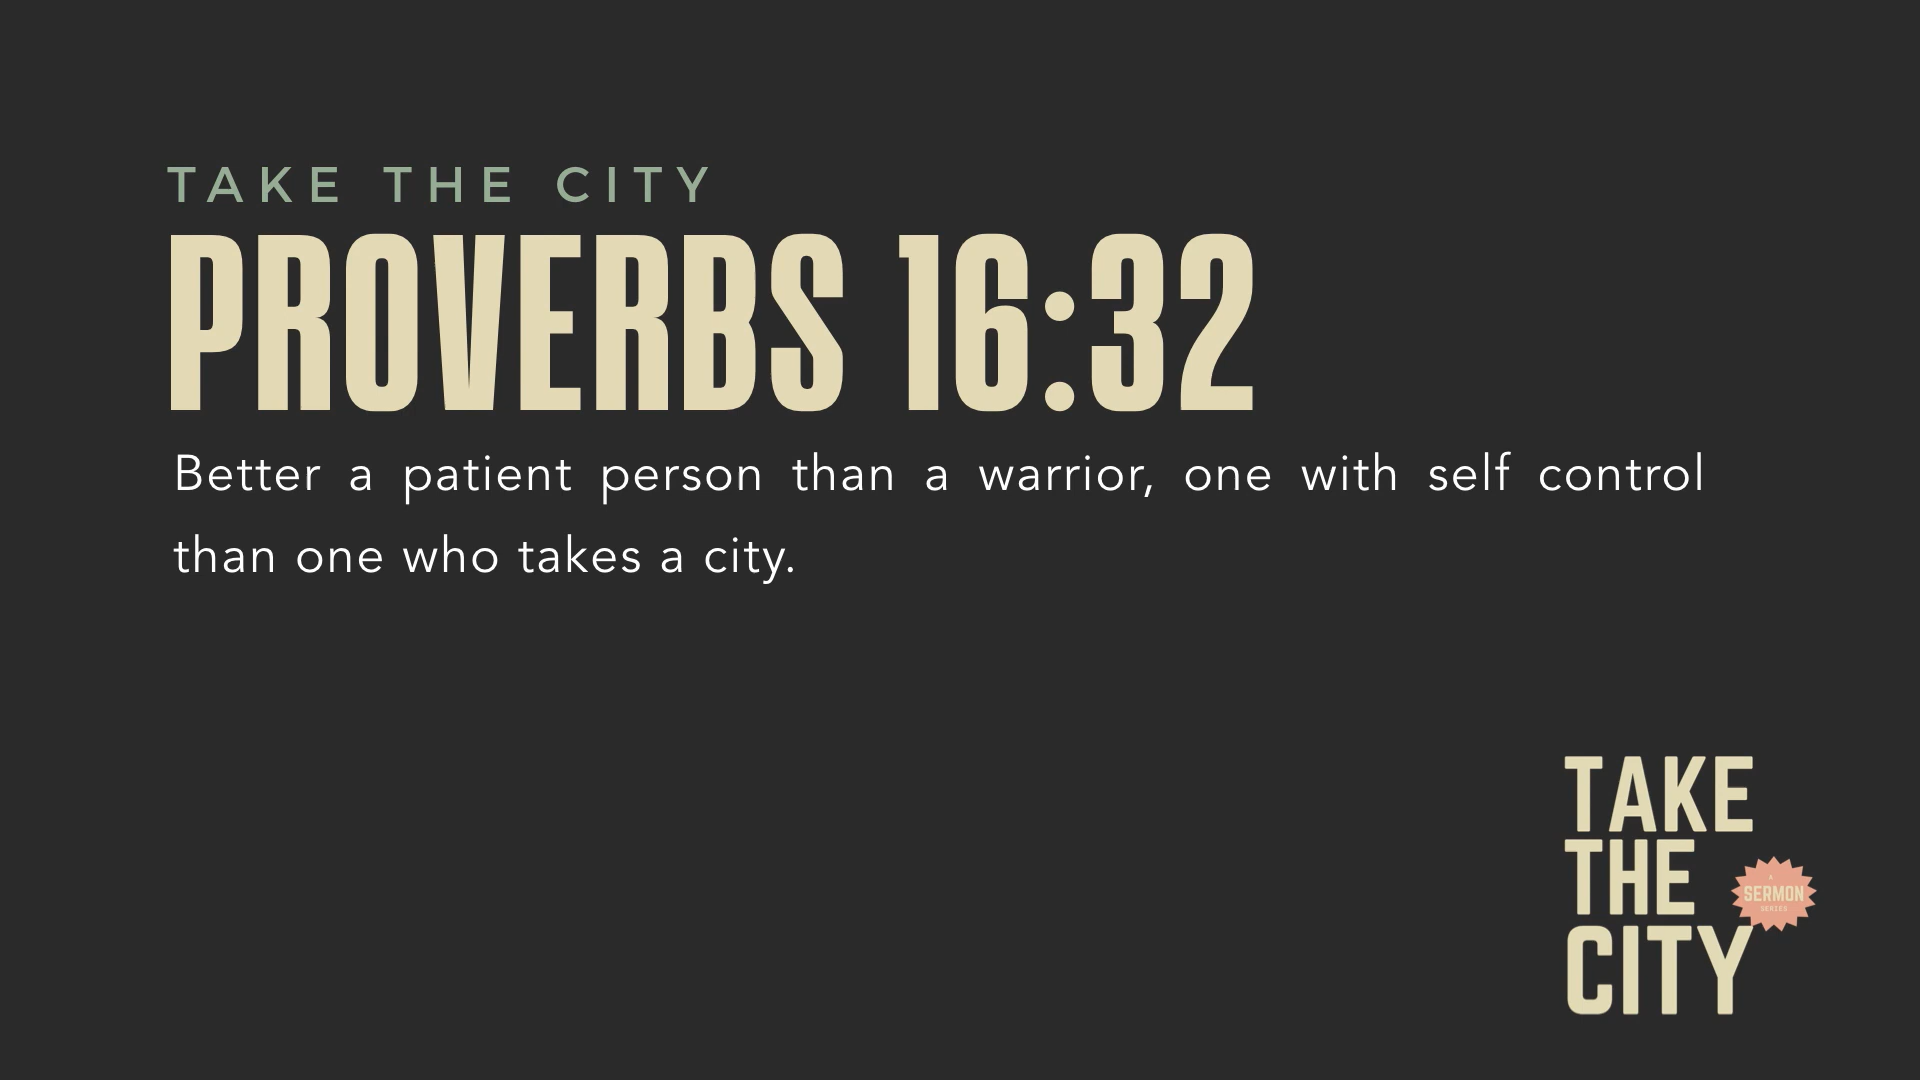 TAKE THE CITY
PROVERBS 16:32
Better a patient person than a warrior, one with self control
than one who takes a city.
TAKE
THE
CITY
A
SERMON
SERIES